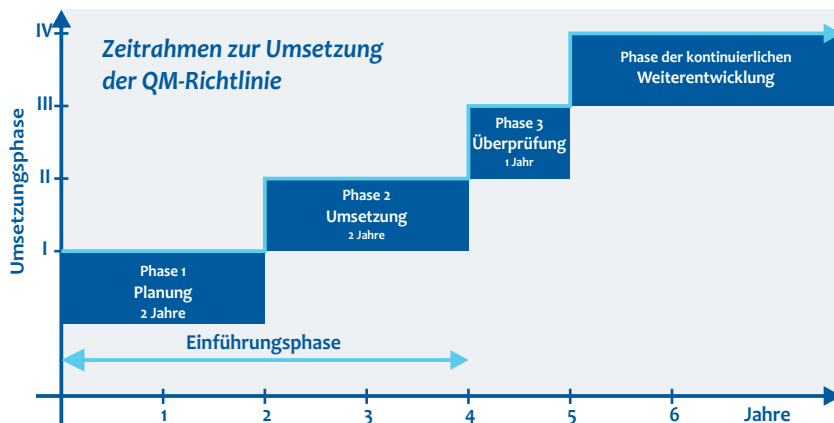 Zeitrahmen zur Umsetzung
der QM-Richtlinie
Umsetzungsphase
IV
III
II
I
Phase der kontinuierlichen
Weiterentwicklung
Phase 3
Überprüfung
1 Jahr
Phase 2
Umsetzung
2 Jahre
Phase 1
Planung
2 Jahre
Einführungsphase
1 2 3 4 5 6 Jahre